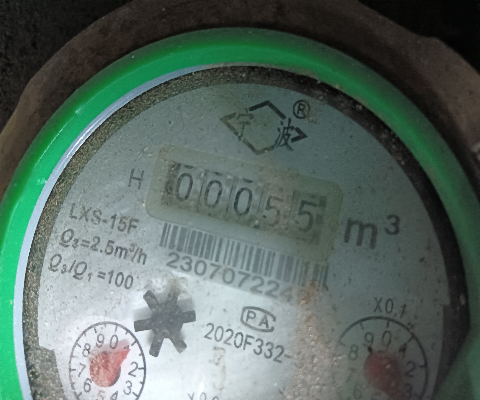 宁波®
H 00055 m³
LXS-15F
Q₃=2.5m³/h
Q₃/Q₁=100
230707224
PA
2020F332-
X0.1